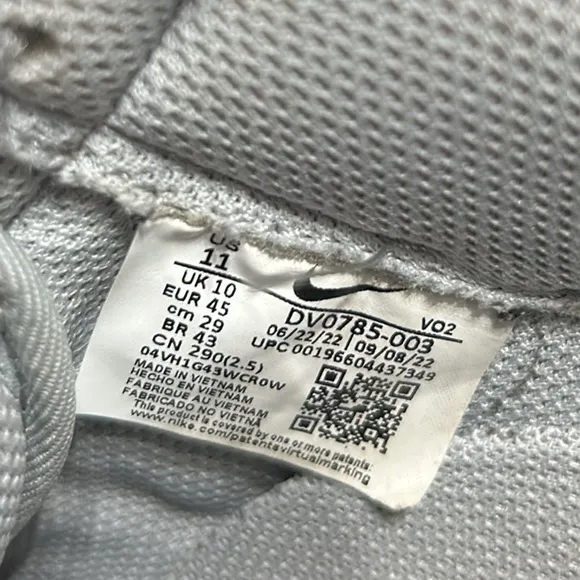 US
11
UK 10
EUR 45
cm 29
BR 43
CN 290(2.5)
04VH1G43WCR0W
MADE IN VIETNAM
HECHO EN VIETNAM
FABRIQUE AU VIETNAM
FABRICADO NO VIETNÃ
This product is covered by one or more patents:
www.nike.com/patentsvirtualmarking
VO2
DV0785-003
06/22/22 | 09/08/22
UPC 00196604437349